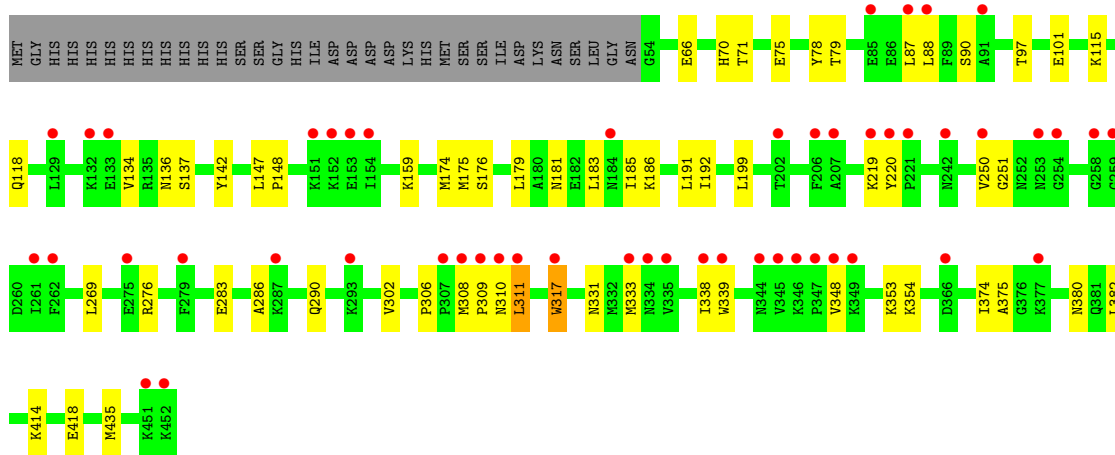 MET GLY HIS HIS HIS HIS HIS HIS HIS HIS HIS HIS SER SER GLY HIS ILE ASP ASP ASP ASP LYS HIS MET SER SER ILE ASP LYS ASN SER LEU GLY ASN G54 E66 H70 T71 E75 Y78 T79 E85 E86 L87 L88 F89 S90 A91 T97 E101 K115
Q118 L129 K132 E133 V134 R135 N136 S137 Y142 L147 P148 K151 K152 E153 I154 K159 M174 M175 S176 L179 A180 N181 E182 L183 N184 I185 K186 L191 I192 L199 T202 F206 A207 K219 Y220 P221 N242 V250 G251 N252 N253 G254 G258 G259
D260 I261 F262 L269 E275 R276 F279 E283 A286 K287 Q290 K293 V302 P306 P307 M308 P309 N310 L311 W317 N331 M332 M333 N334 V335 I338 W339 N344 V345 K346 P347 V348 K349 K353 K354 D366 I374 A375 G376 K377 N380 Q381 L382
K414 E418 M435 K451 K452